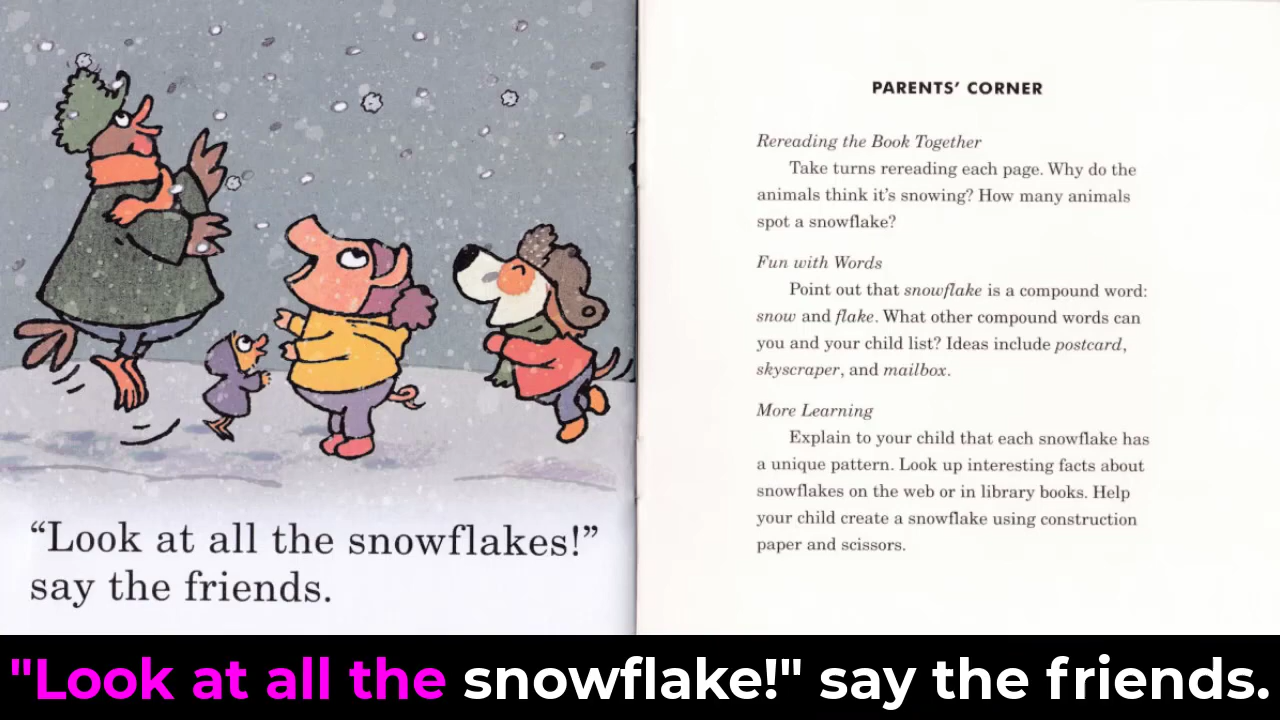 “Look at all the snowflakes!”
say the friends.
PARENTS’ CORNER
Rereading the Book Together
Take turns rereading each page. Why do the
animals think it’s snowing? How many animals
spot a snowflake?
Fun with Words
Point out that snowflake is a compound word:
snow and flake. What other compound words can
you and your child list? Ideas include postcard,
skyscraper, and mailbox.
More Learning
Explain to your child that each snowflake has
a unique pattern. Look up interesting facts about
snowflakes on the web or in library books. Help
your child create a snowflake using construction
paper and scissors.
"Look at all the snowflake!" say the friends.